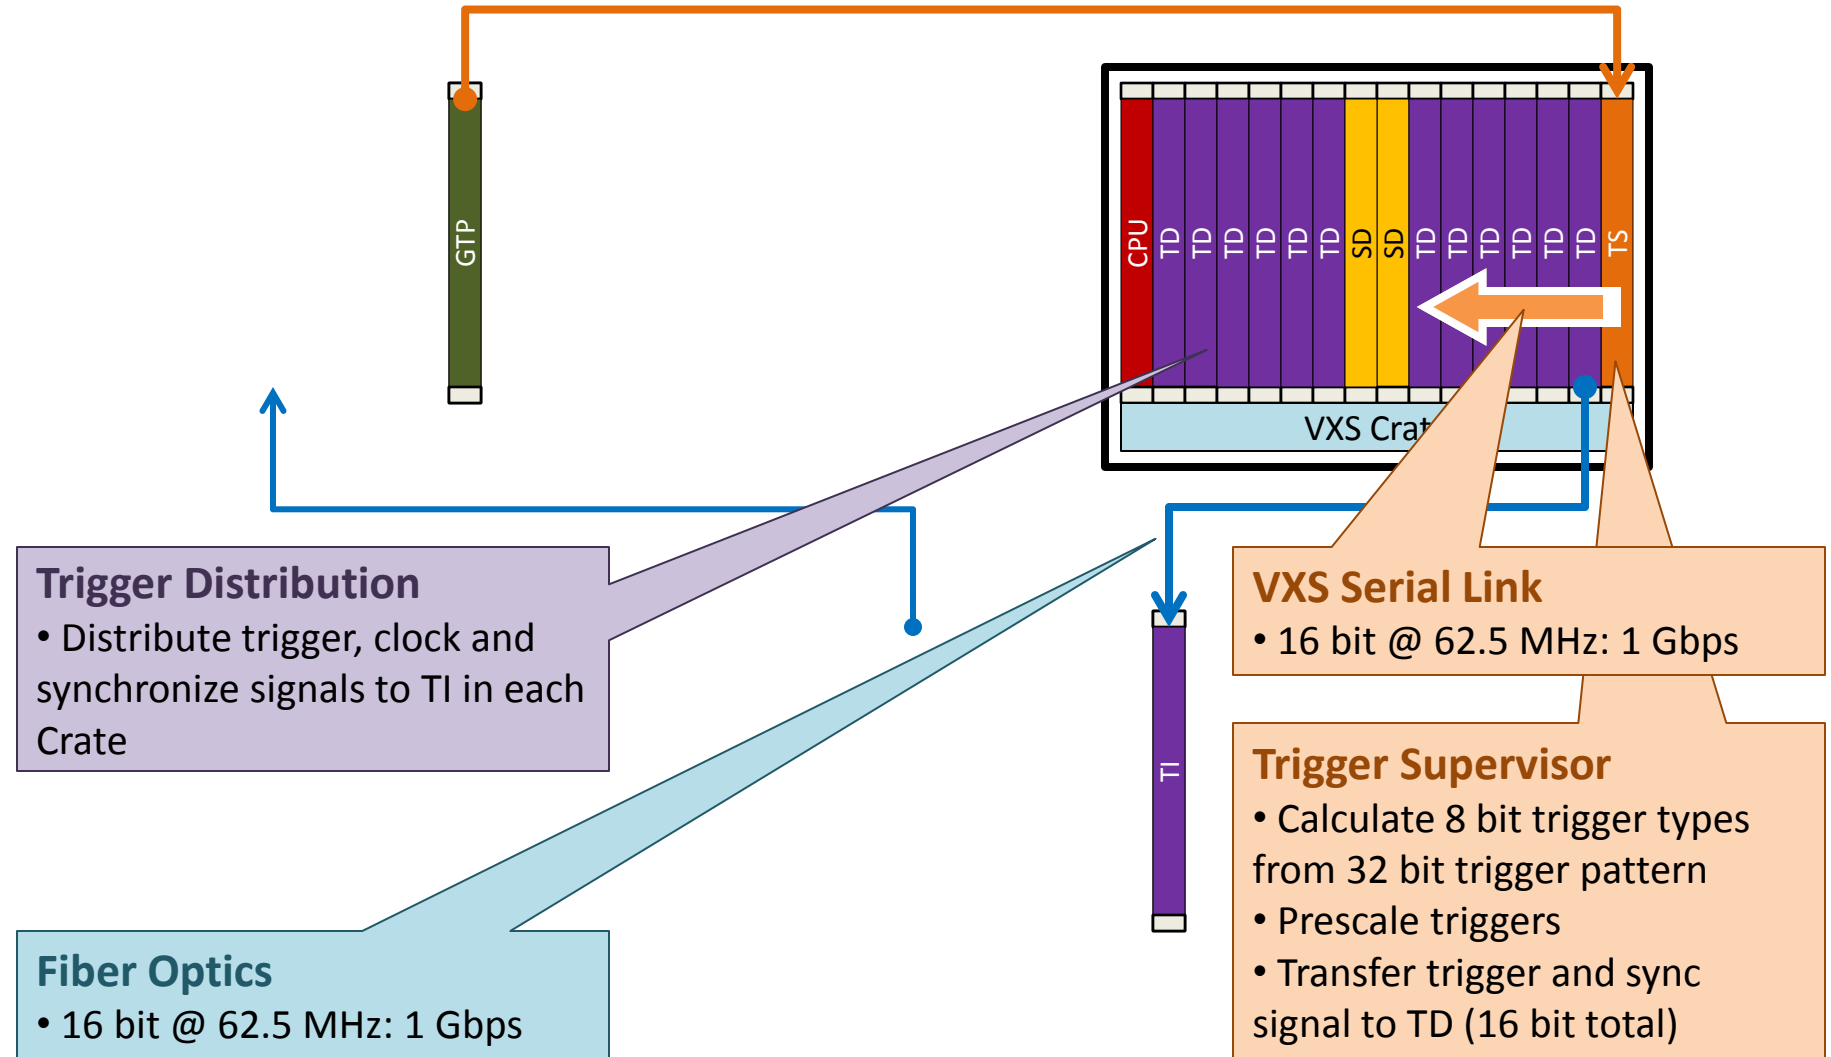 GTP
CPU
TD
TD
TD
TD
TD
TD
SD
SD
TD
TD
TD
TD
TD
TD
TS
VXS Crat
Trigger Distribution
• Distribute trigger, clock and
synchronize signals to TI in each
Crate
VXS Serial Link
• 16 bit @ 62.5 MHz: 1 Gbps
TI
Trigger Supervisor
• Calculate 8 bit trigger types
from 32 bit trigger pattern
• Prescale triggers
• Transfer trigger and sync
signal to TD (16 bit total)
Fiber Optics
• 16 bit @ 62.5 MHz: 1 Gbps